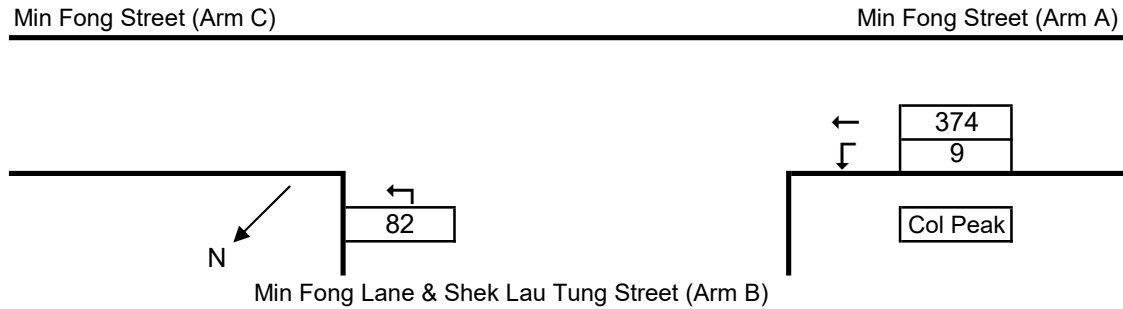 Min Fong Street (Arm C)
Min Fong Street (Arm A)
374
9
82
Col Peak
N
Min Fong Lane & Shek Lau Tung Street (Arm B)